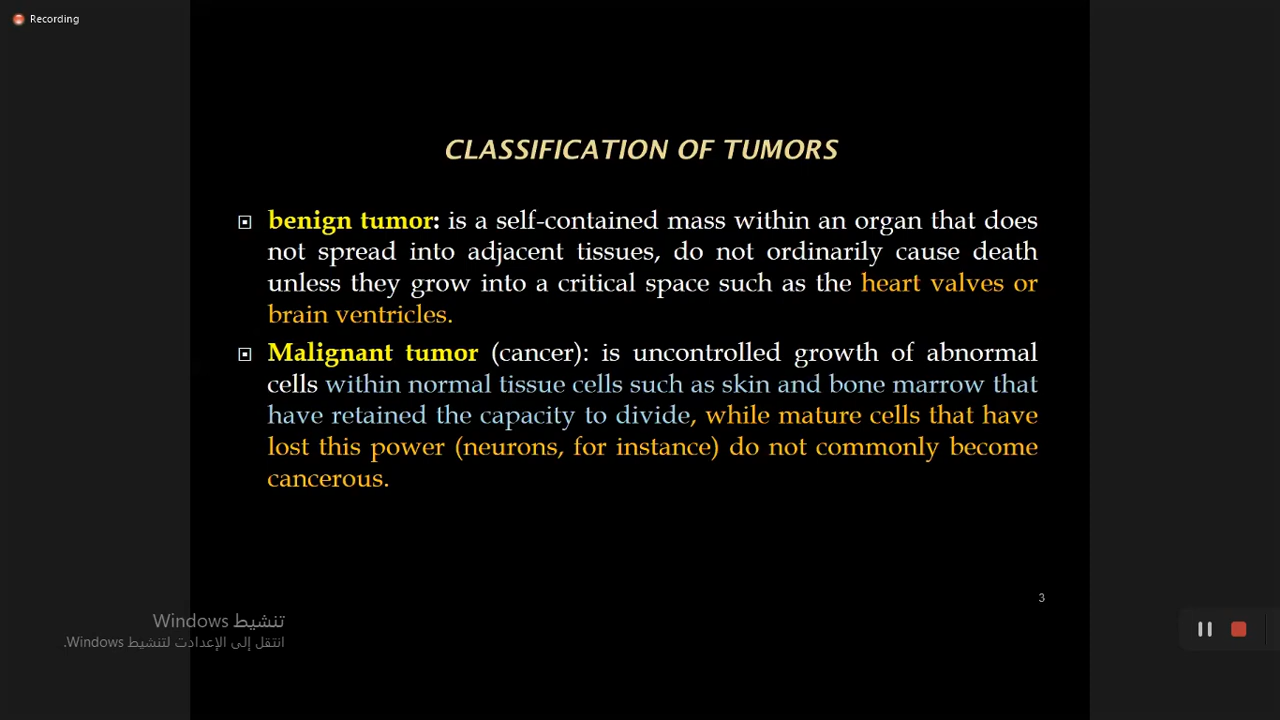 Recording
CLASSIFICATION OF TUMORS
benign tumor: is a self-contained mass within an organ that does
not spread into adjacent tissues, do not ordinarily cause death
unless they grow into a critical space such as the heart valves or
brain ventricles.
Malignant tumor (cancer): is uncontrolled growth of abnormal
cells within normal tissue cells such as skin and bone marrow that
have retained the capacity to divide, while mature cells that have
lost this power (neurons, for instance) do not commonly become
cancerous.
3
تنشيط Windows
انتقل إلى الإعدادت لتنشيط Windows.